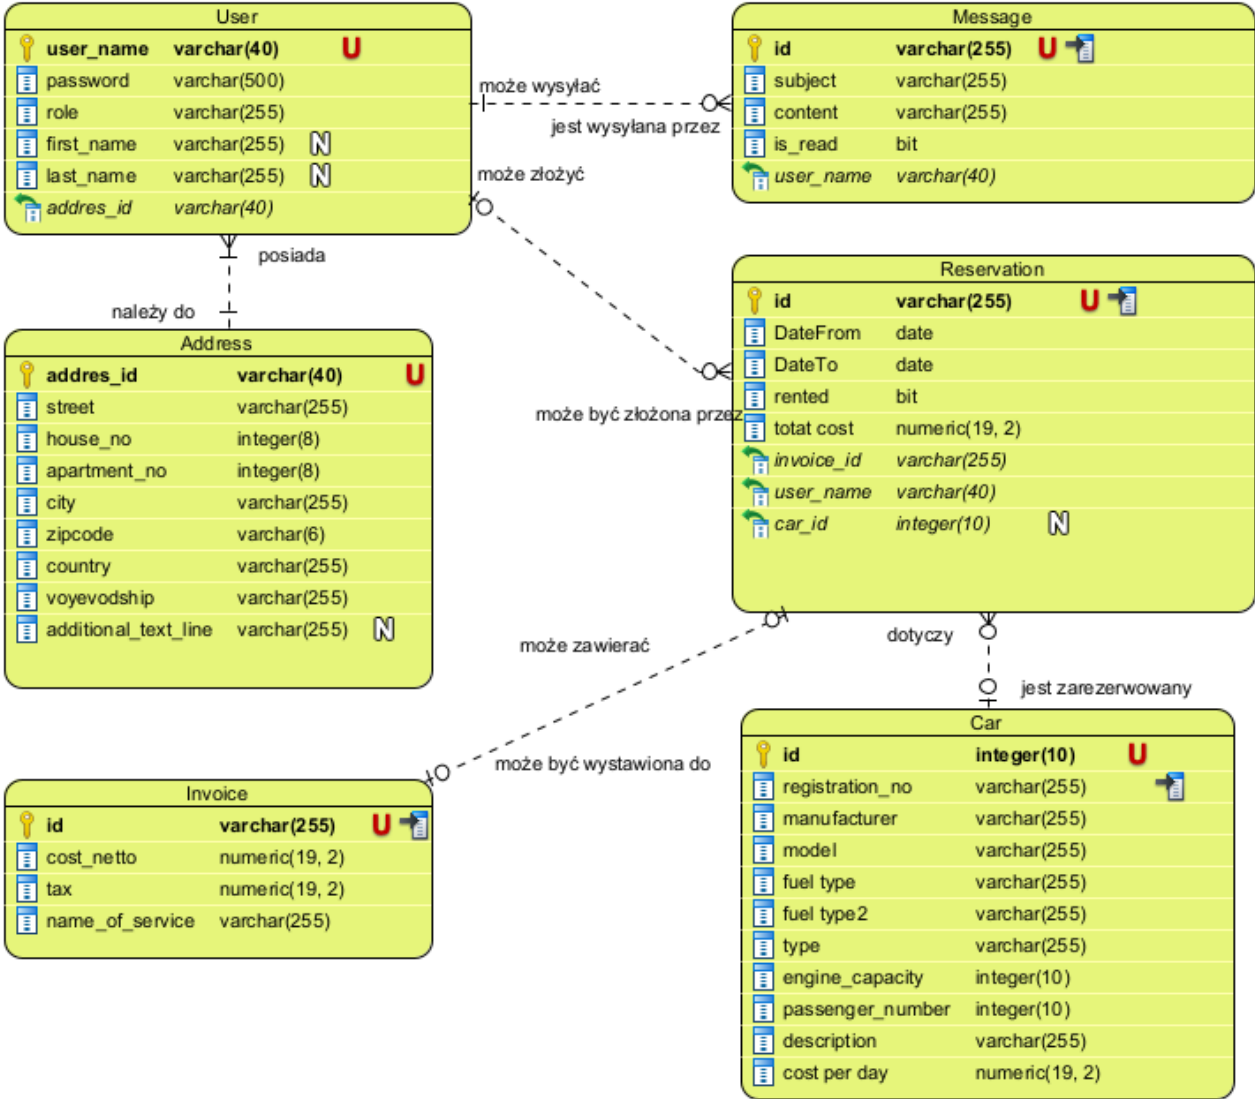 User
user_name varchar(40) U
password varchar(500)
role varchar(255)
first_name varchar(255) N
last_name varchar(255) N
addres_id varchar(40)
Message
id varchar(255) U
subject varchar(255)
content varchar(255)
is_read bit
user_name varchar(40)
może wysyłać
jest wysyłana przez
może złożyć
może być złożona przez
posiada
należy do
Address
addres_id varchar(40) U
street varchar(255)
house_no integer(8)
apartment_no integer(8)
city varchar(255)
zipcode varchar(6)
country varchar(255)
voyevodship varchar(255)
additional_text_line varchar(255) N
Reservation
id varchar(255) U
DateFrom date
DateTo date
rented bit
totat cost numeric(19, 2)
invoice_id varchar(255)
user_name varchar(40)
car_id integer(10) N
może zawierać
może być wystawiona do
dotyczy
jest zarezerwowany
Invoice
id varchar(255) U
cost_netto numeric(19, 2)
tax numeric(19, 2)
name_of_service varchar(255)
Car
id integer(10) U
registration_no varchar(255)
manufacturer varchar(255)
model varchar(255)
fuel type varchar(255)
fuel type2 varchar(255)
type varchar(255)
engine_capacity integer(10)
passenger_number integer(10)
description varchar(255)
cost per day numeric(19, 2)